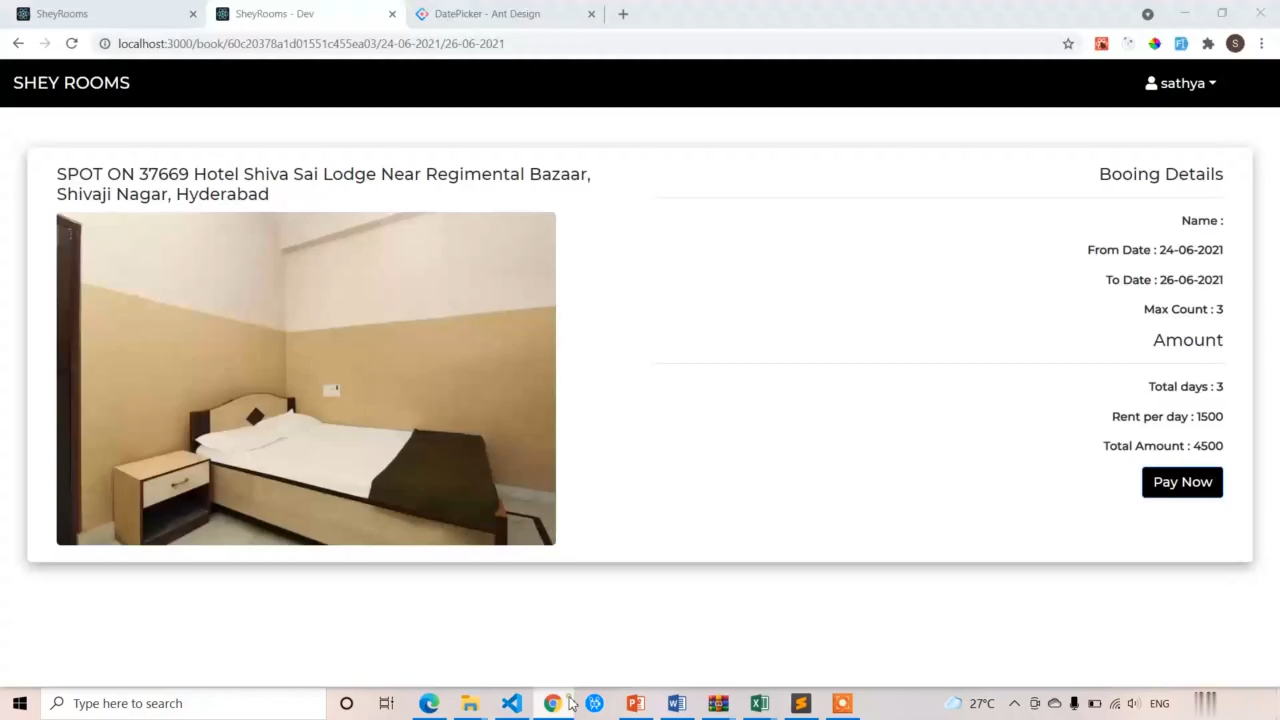 SheyRooms
SheyRooms - Dev
DatePicker - Ant Design
localhost:3000/book/60c20378a1d01551c455ea03/24-06-2021/26-06-2021
S
SHEY ROOMS
sathya
SPOT ON 37669 Hotel Shiva Sai Lodge Near Regimental Bazaar,
Shivaji Nagar, Hyderabad
Booing Details
Name :
From Date : 24-06-2021
To Date : 26-06-2021
Max Count : 3
Amount
Total days : 3
Rent per day : 1500
Total Amount : 4500
Pay Now
Type here to search
27°C
ENG